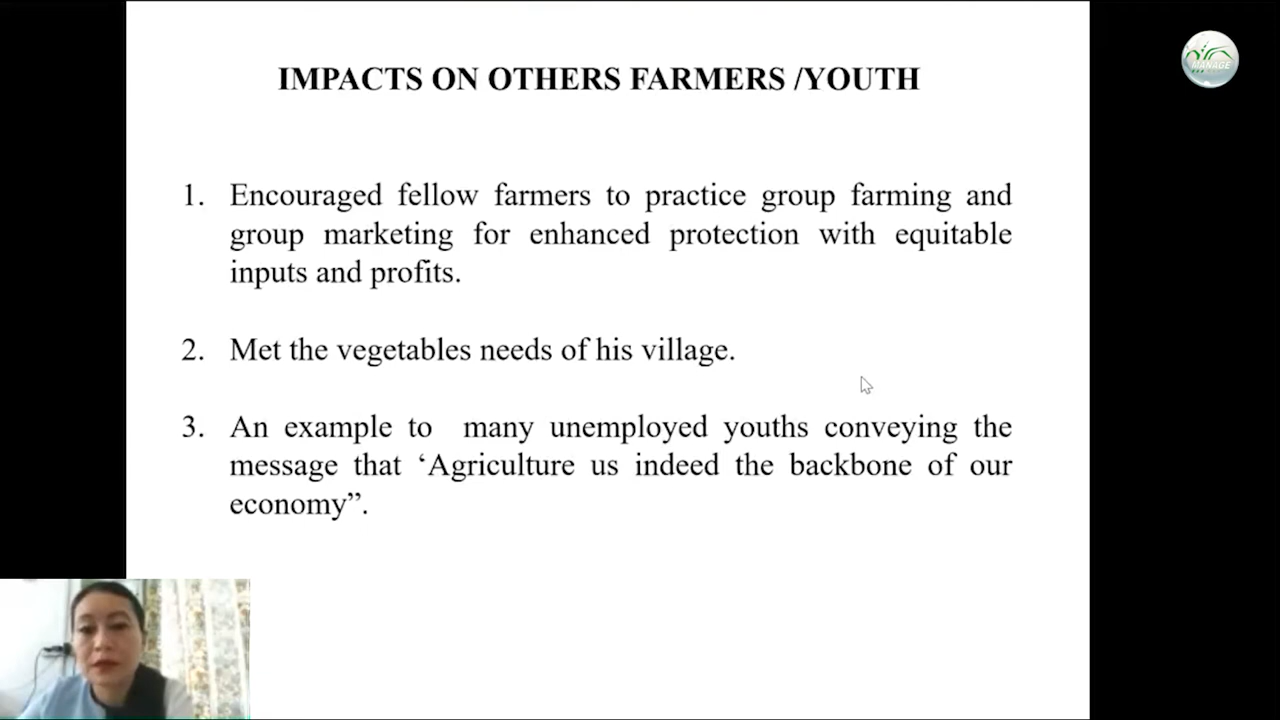 IMPACTS ON OTHERS FARMERS /YOUTH
MANAGE
1. Encouraged fellow farmers to practice group farming and
group marketing for enhanced protection with equitable
inputs and profits.
2. Met the vegetables needs of his village.
3. An example to many unemployed youths conveying the
message that ‘Agriculture us indeed the backbone of our
economy”.